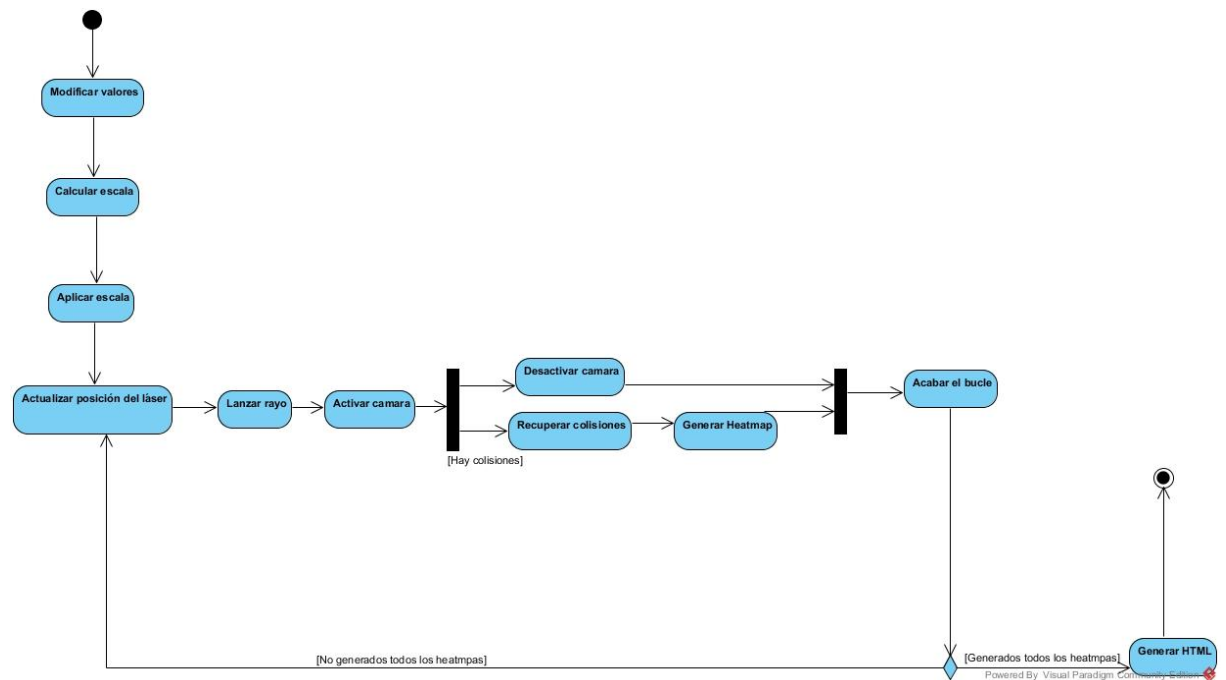 Modificar valores
Calcular escala
Aplicar escala
Actualizar posición del láser
Lanzar rayo
Activar camara
[Hay colisiones]
Desactivar camara
Recuperar colisiones
Generar Heatmap
Acabar el bucle
[No generados todos los heatmpas]
[Generados todos los heatmpas]
Generar HTML
Powered By Visual Paradigm Community Edition